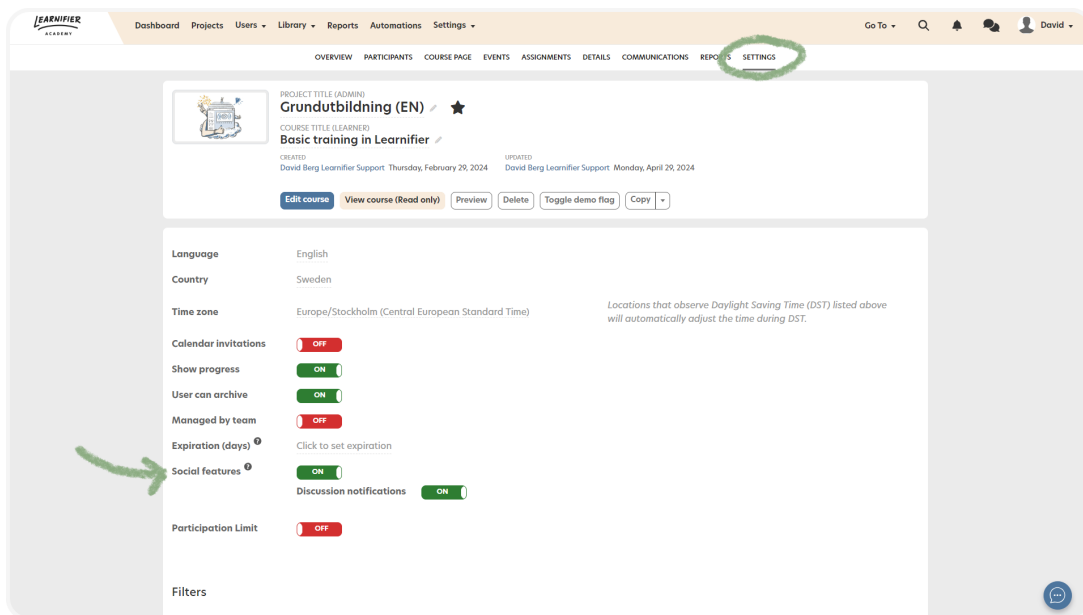 LEARNIFIER
ACADEMY
Dashboard Projects Users Library Reports Automations Settings Go To David
OVERVIEW PARTICIPANTS COURSE PAGE EVENTS ASSIGNMENTS DETAILS COMMUNICATIONS REPORTS SETTINGS
PROJECT TITLE (ADMIN)
Grundutbildning (EN)
COURSE TITLE (LEARNER)
Basic training in Learnifier
CREATED UPDATED
David Berg Learnifier Support Thursday, February 29, 2024 David Berg Learnifier Support Monday, April 29, 2024
Edit course View course (Read only) Preview Delete Toggle demo flag Copy
Language English
Country Sweden
Time zone Europe/Stockholm (Central European Standard Time) Locations that observe Daylight Saving Time (DST) listed above
will automatically adjust the time during DST.
Calendar invitations OFF
Show progress ON
User can archive ON
Managed by team OFF
Expiration (days) ? Click to set expiration
Social features ? ON
Discussion notifications ON
Participation Limit OFF
Filters